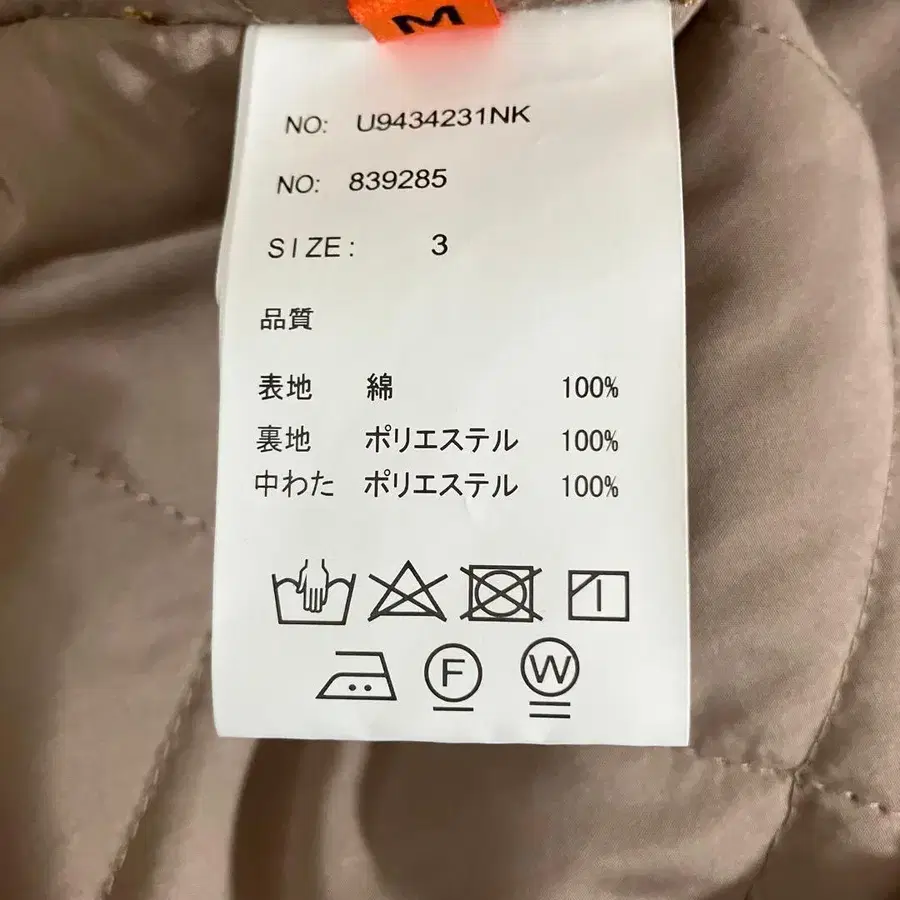 M
NO: U9434231NK
NO: 839285
SIZE: 3
品質
表地 綿 100%
裏地 ポリエステル 100%
中わた ポリエステル 100%
F W